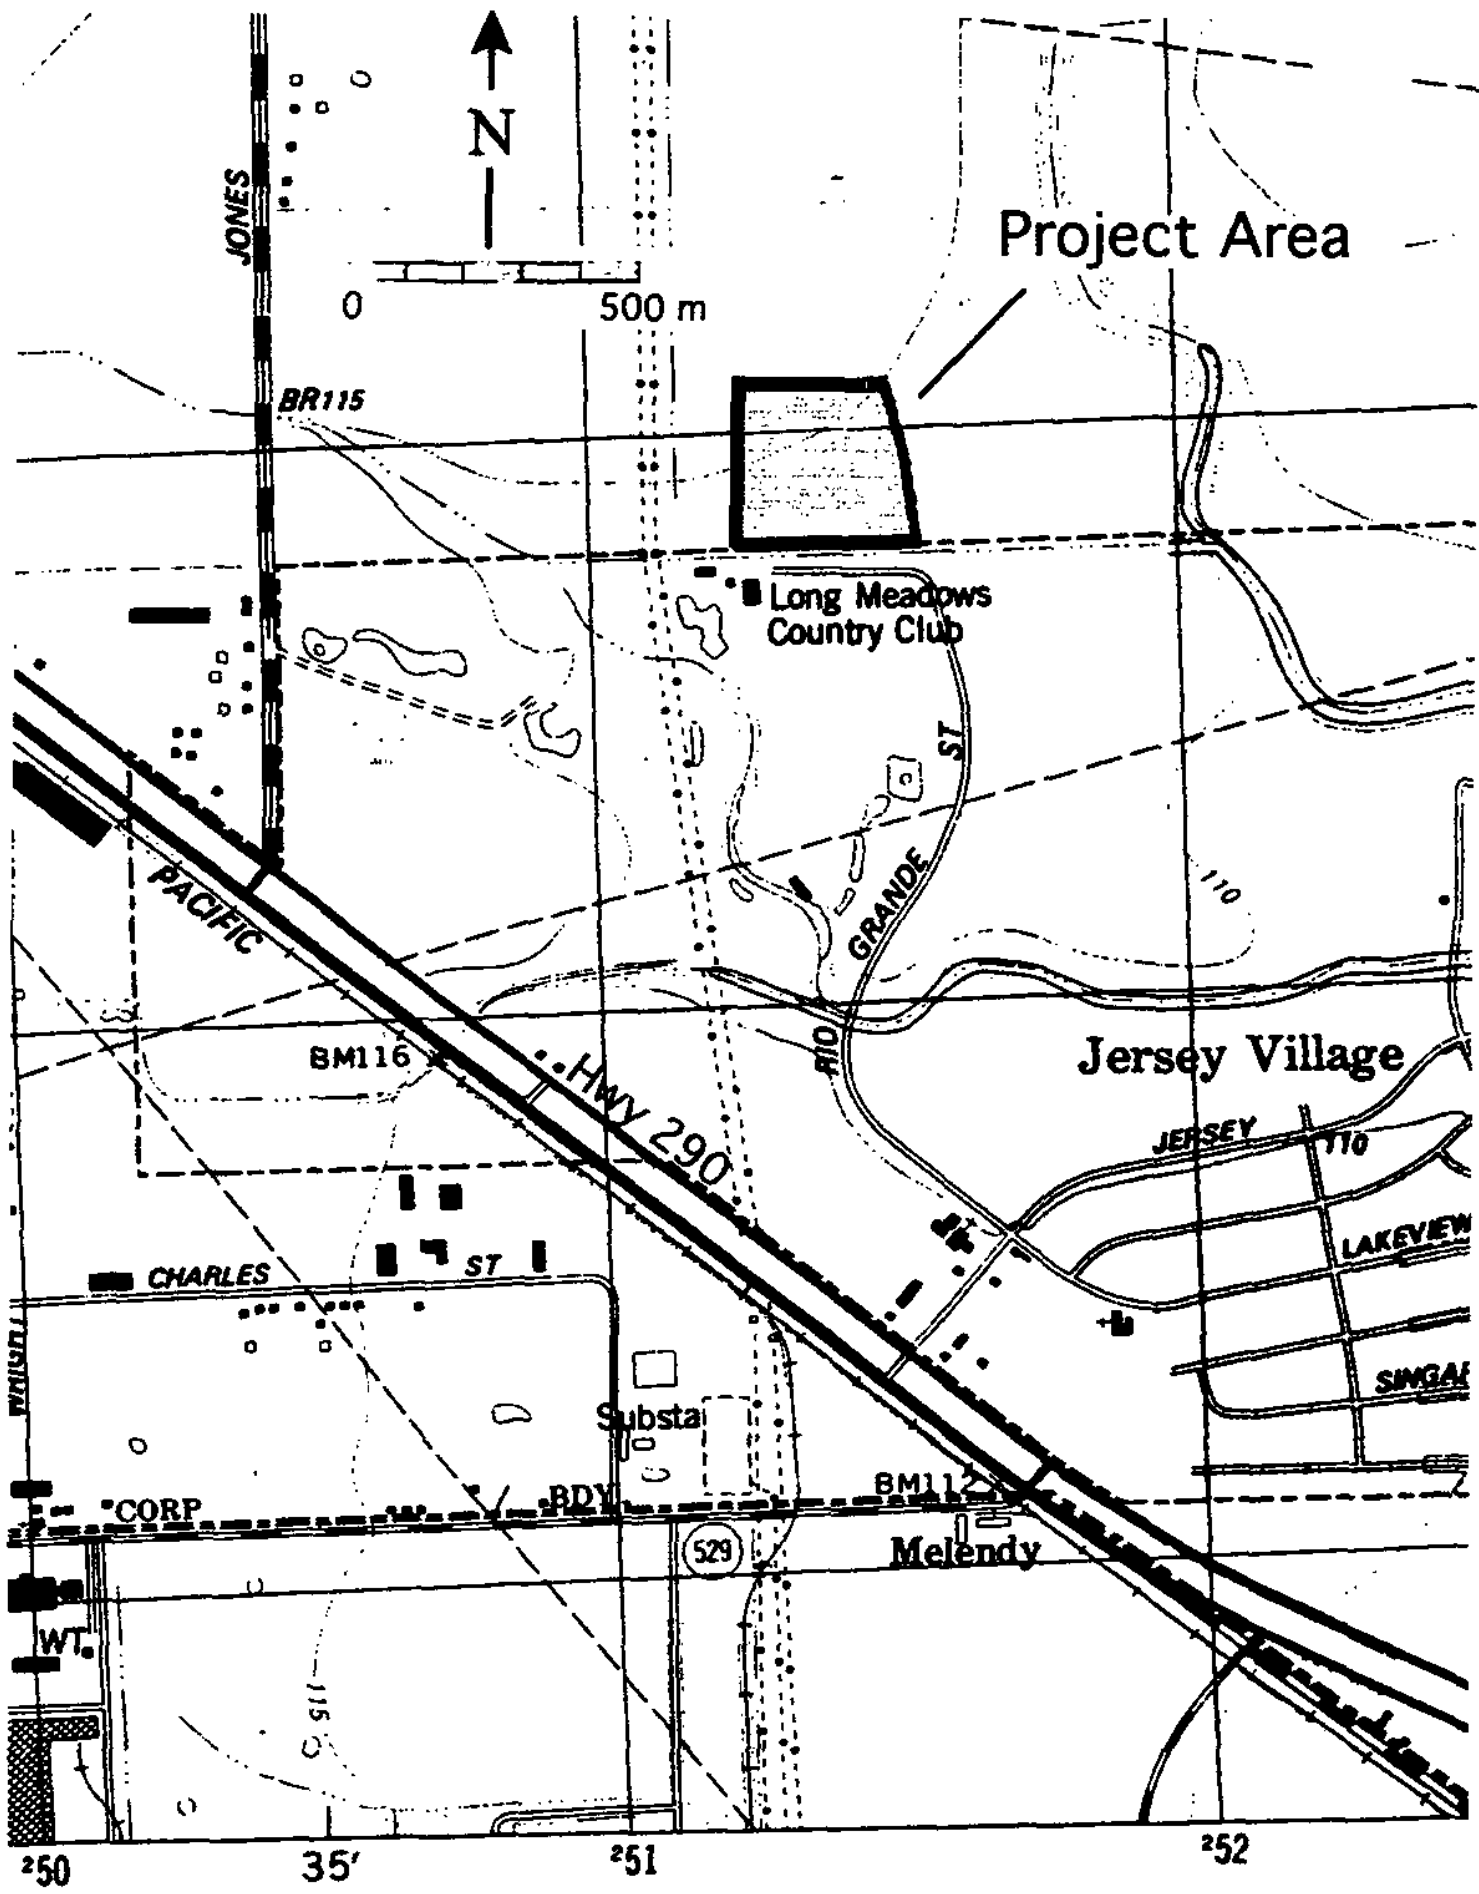 N
JONES
Project Area
0
500 m
BR115
Long Meadows
Country Club
ST
GRANDE
RIO
PACIFIC
110
BM116
Hwy 290
Jersey Village
JERSEY
110
LAKEVIEW
CHARLES
ST
SINGAP
Substa
BM112
CORP
BDY
529
Melendy
WT
115
²50
35'
²51
²52